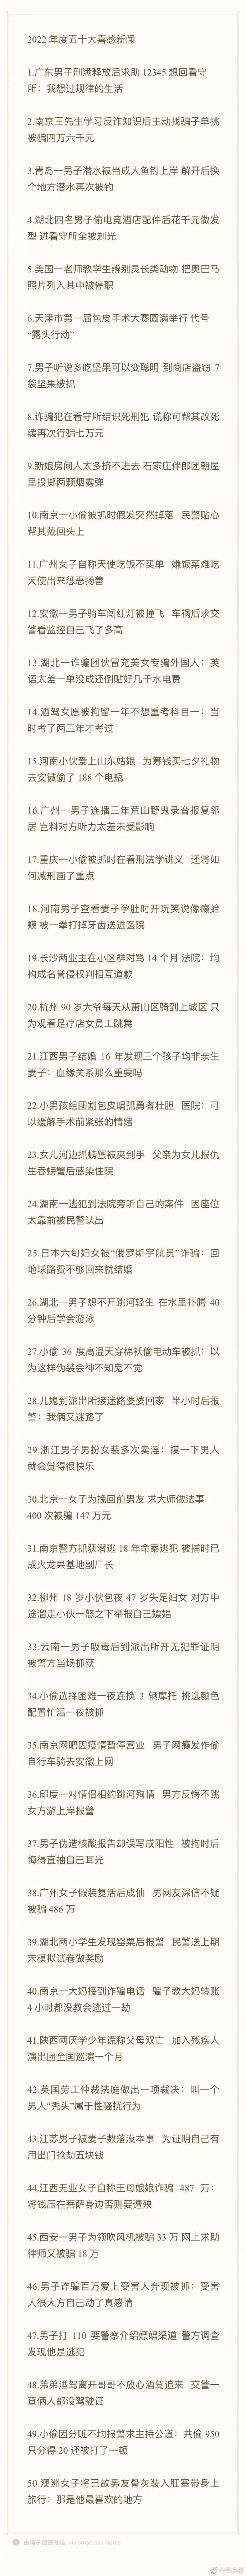 2022 年度五十大喜感新闻
1.广东男子刑满释放后求助 12345 想回看守
所：我想过规律的生活
2.南京王先生学习反诈知识后主动找骗子单挑
被骗四万六千元
3.青岛一男子潜水被当成大鱼钓上岸 解开后换
个地方潜水再次被钓
4.湖北四名男子偷电竞酒店配件后花千元做发
型 进看守所全被剃光
5.美国一老师教学生辨别灵长类动物 把奥巴马
照片列入其中被停职
6.天津市第一届包皮手术大赛圆满举行 代号
“露头行动”
7.男子听说多吃坚果可以变聪明 到商店盗窃 7
袋坚果被抓
8.诈骗犯在看守所结识死刑犯 谎称可帮其改死
缓再次行骗七万元
9.新娘房间人太多挤不进去 石家庄伴郎团朝屋
里投掷两颗烟雾弹
10.南京一小偷被抓时假发突然掉落 民警贴心
帮其戴回头上
11.广州女子自称天使吃饭不买单 嫌饭菜难吃
天使出来惩恶扬善
12.安徽一男子骑车闯红灯被撞飞 车祸后求交
警看监控自己飞了多高
13.湖北一诈骗团伙冒充美女专骗外国人：英
语太差一单没成还倒贴好几千水电费
14.酒驾女愿被拘留一年不想重考科目一：当
时考了两三年才考过
15.河南小伙爱上山东姑娘 为筹钱买七夕礼物
去安徽偷了 188 个电瓶
16.广州一男子连播三年荒山野鬼录音报复邻
居 岂料对方听力太差未受影响
17.重庆一小偷被抓时在看刑法学讲义 还将如
何减刑画了重点
18.河南男子查看妻子孕肚时开玩笑说像癞蛤
蟆 被一拳打掉牙齿送进医院
19.长沙两业主在小区群对骂 14 个月 法院：均
构成名誉侵权判相互道歉
20.杭州 90 岁大爷每天从萧山区骑到上城区 只
为观看足疗店女员工跳舞
21.江西男子结婚 16 年发现三个孩子均非亲生
妻子：血缘关系那么重要吗
22.小男孩组团割包皮唱孤勇者壮胆 医院：可
以缓解手术前紧张的情绪
23.女儿河边抓螃蟹被夹到手 父亲为女儿报仇
生吞螃蟹后感染住院
24.湖南一逃犯到法院旁听自己的案件 因座位
太靠前被民警认出
25.日本六旬妇女被“俄罗斯宇航员”诈骗：回
地球路费不够回来就结婚
26.湖北一男子想不开跳河轻生 在水里扑腾 40
分钟后学会游泳
27.小偷 36 度高温天穿棉袄偷电动车被抓：以
为这样伪装会神不知鬼不觉
28.儿媳到派出所接迷路婆婆回家 半小时后报
警：我俩又迷路了
29.浙江男子男扮女装多次卖淫：摸一下男人
就会觉得很快乐
30.北京一女子为挽回前男友 求大师做法事
400 次被骗 147 万元
31.南京警方抓获潜逃 18 年命案逃犯 被捕时已
成火龙果基地副厂长
32.柳州 18 岁小伙包夜 47 岁失足妇女 对方中
途溜走小伙一怒之下举报自己嫖娼
33.云南一男子吸毒后到派出所开无犯罪证明
被警方当场抓获
34.小偷选择困难一夜连换 3 辆摩托 挑选颜色
配置忙活一夜被抓
35.南京网吧因疫情暂停营业 男子网瘾发作偷
自行车骑去安徽上网
36.印度一对情侣相约跳河殉情 男方反悔不跳
女方游上岸报警
37.男子伪造核酸报告却误写成阳性 被拘时后
悔得直抽自己耳光
38.广州女子假装复活后成仙 男网友深信不疑
被骗 486 万
39.湖北两小学生发现罂粟后报警 民警送上期
末模拟试卷做奖励
40.南京一大妈接到诈骗电话 骗子教大妈转账
4 小时都没教会逃过一劫
41.陕西两厌学少年谎称父母双亡 加入残疾人
演出团全国巡演一个月
42.英国劳工仲裁法庭做出一项裁决：叫一个
男人“秃头”属于性骚扰行为
43.江苏男子被妻子数落没本事 为证明自己有
用出门抢劫五块钱
44.江西无业女子自称王母娘娘诈骗 487 万：
将钱压在菩萨身边否则要遭殃
45.西安一男子为领吹风机被骗 33 万 网上求助
律师又被骗 18 万
46.男子诈骗百万爱上受害人奔现被抓：受害
人很大方自己动了真感情
47.男子打 110 要警察介绍嫖娼渠道 警方调查
发现他是逃犯
48.弟弟酒驾离开哥哥不放心酒驾追来 交警一
查俩人都没驾驶证
49.小偷因分赃不均报警求主持公道：共偷 950
只分得 20 还被打了一顿
50.澳洲女子将已故男友骨灰装入肛塞带身上
旅行：那是他最喜欢的地方
由锤子便签发送 via Smartisan Notes